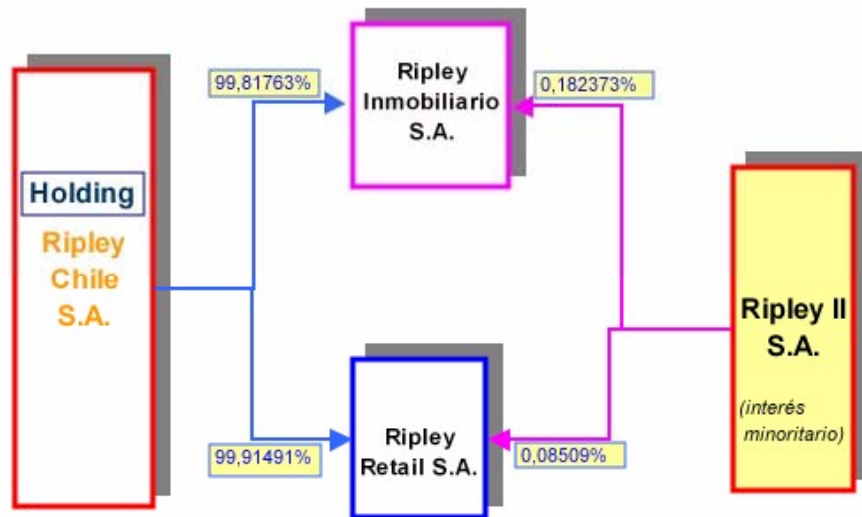 Holding
Ripley
Chile
S.A.
99,81763%
Ripley
Inmobiliario
S.A.
0,182373%
99,91491%
Ripley
Retail S.A.
0,08509%
Ripley II
S.A.
(interés
minoritario)